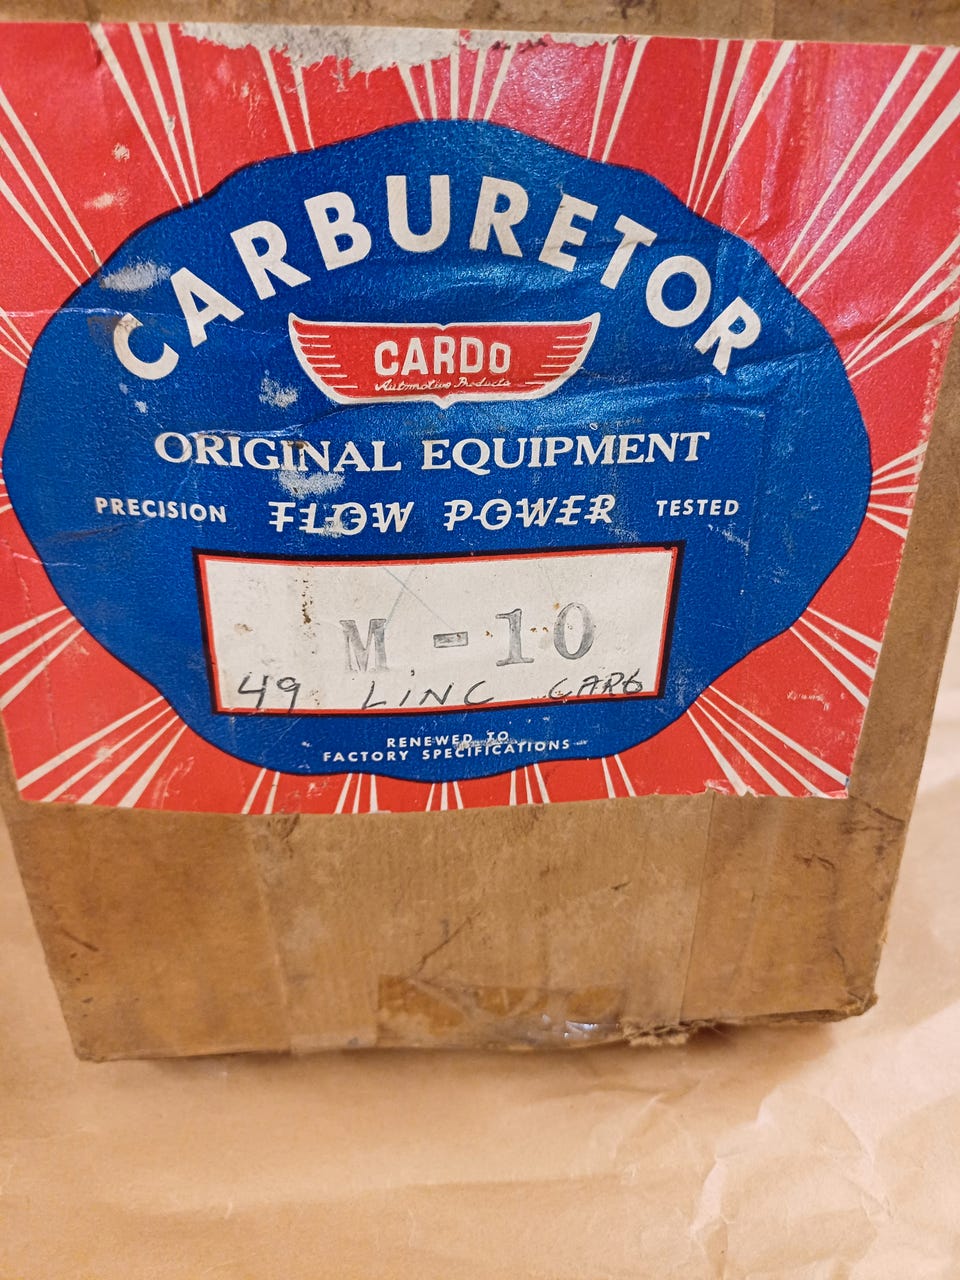 CARBURETOR
CARDO
Automotive Products
ORIGINAL EQUIPMENT
PRECISION FLOW POWER TESTED
M - 10
49 LINC CARB
RENEWED TO
FACTORY SPECIFICATIONS